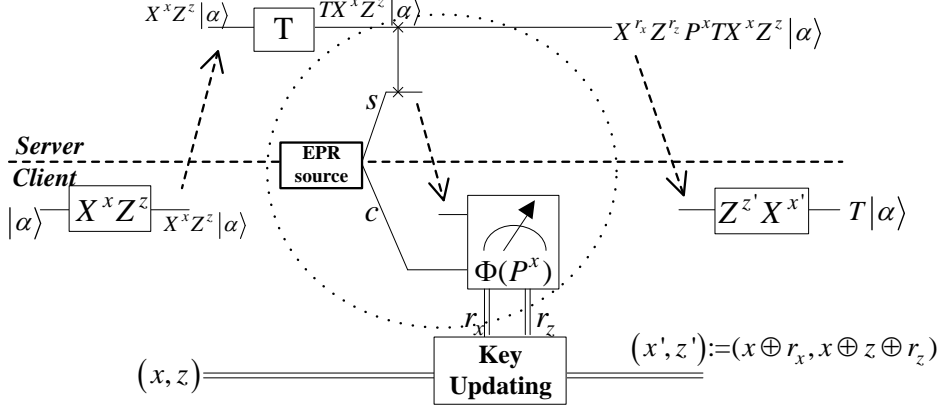 X^x Z^z |α⟩
T
TX^x Z^z |α⟩
X^{r_x} Z^{r_z} P^x TX^x Z^z |α⟩
s
Server
Client
EPR
source
|α⟩
X^x Z^z
X^x Z^z |α⟩
c
Φ(P^x)
Z^{z'} X^{x'}
T|α⟩
r_x
r_z
(x, z)
Key
Updating
(x', z'):=(x ⊕ r_x, x ⊕ z ⊕ r_z)